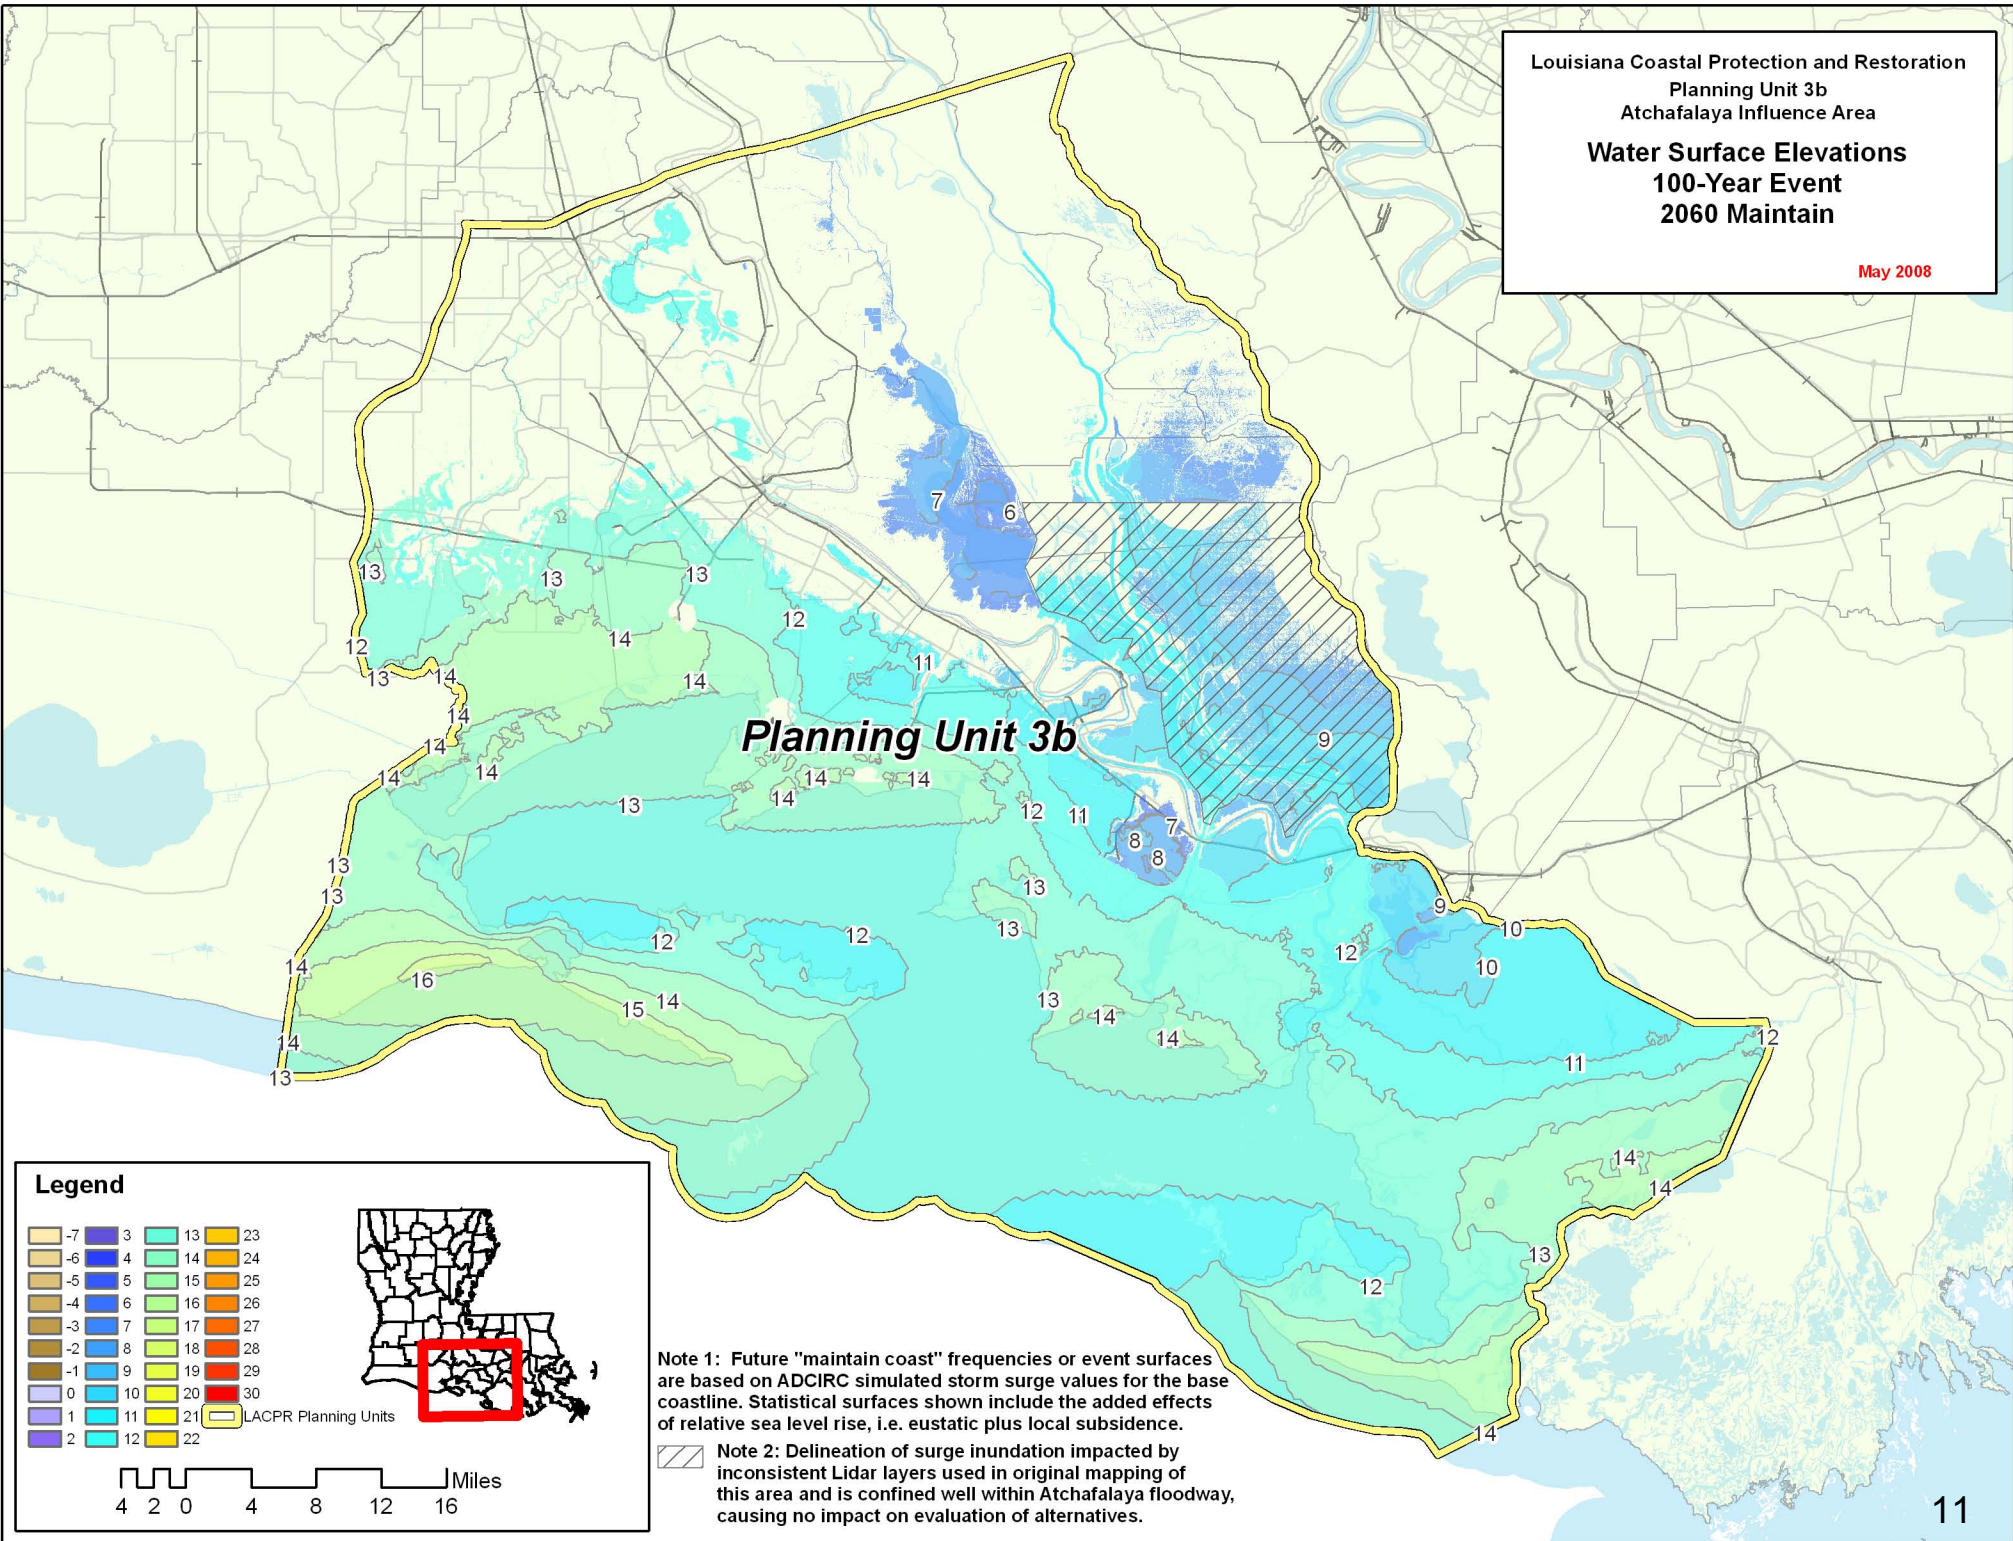 Louisiana Coastal Protection and Restoration
Planning Unit 3b
Atchafalaya Influence Area
Water Surface Elevations
100-Year Event
2060 Maintain
May 2008
7
6
13
13
13
12
12
14
11
13
14
14
14
Planning Unit 3b
14
9
14
14
14
14
14
14
13
12
11
7
8
8
13
13
13
13
9
10
12
12
12
14
10
16
13
14
15
14
14
14
12
13
11
14
14
13
12
14
Legend
-7 3 13 23
-6 4 14 24
-5 5 15 25
-4 6 16 26
-3 7 17 27
-2 8 18 28
-1 9 19 29
0 10 20 30
1 11 21 LACPR Planning Units
2 12 22
Miles
4 2 0 4 8 12 16
Note 1: Future "maintain coast" frequencies or event surfaces
are based on ADCIRC simulated storm surge values for the base
coastline. Statistical surfaces shown include the added effects
of relative sea level rise, i.e. eustatic plus local subsidence.
Note 2: Delineation of surge inundation impacted by
inconsistent Lidar layers used in original mapping of
this area and is confined well within Atchafalaya floodway,
causing no impact on evaluation of alternatives.
11